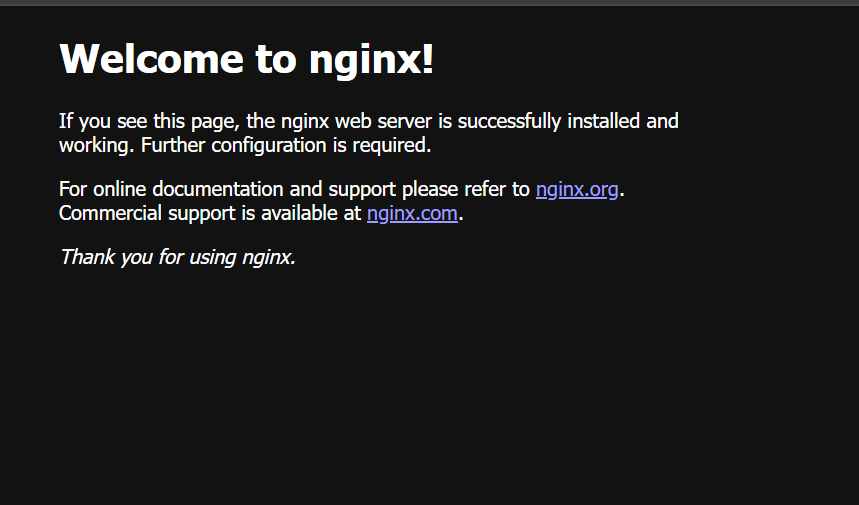 Welcome to nginx!
If you see this page, the nginx web server is successfully installed and
working. Further configuration is required.
For online documentation and support please refer to nginx.org.
Commercial support is available at nginx.com.
Thank you for using nginx.